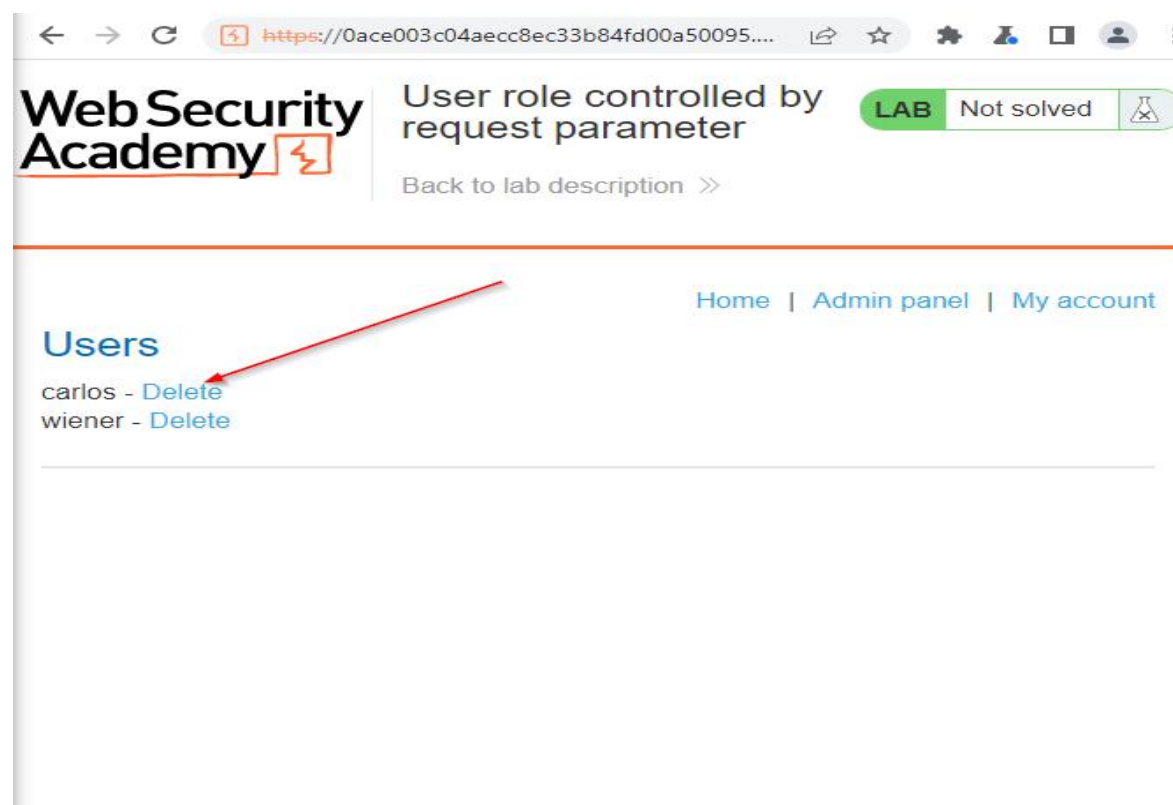 https://0ace003c04aecc8ec33b84fd00a50095....
Web Security
Academy
User role controlled by
request parameter
LAB Not solved
Back to lab description
Home | Admin panel | My account
Users
carlos - Delete
wiener - Delete